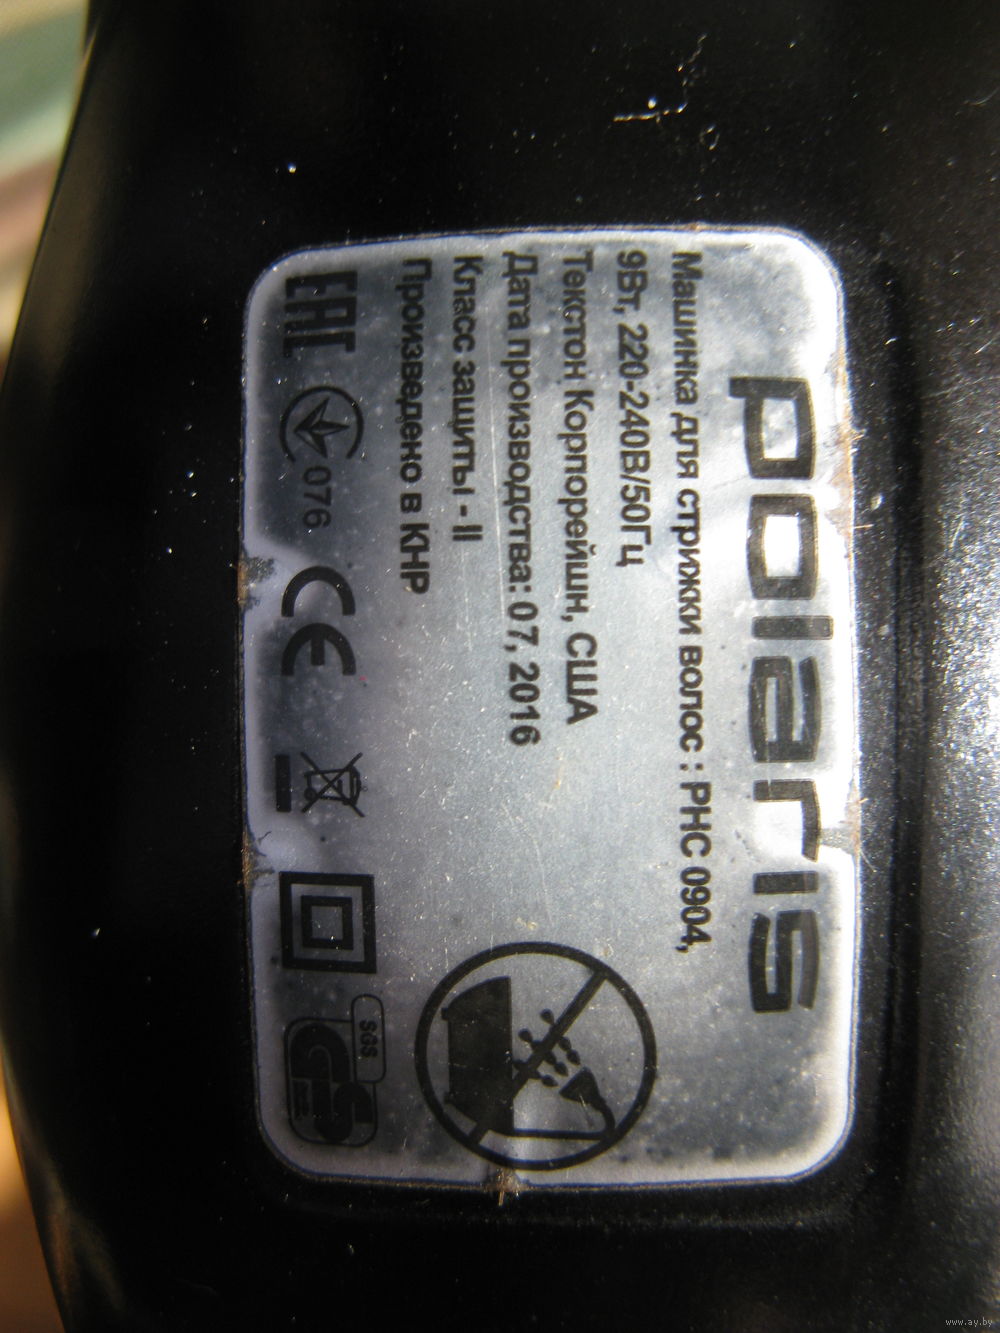 polaris
Машинка для стрижки волос : PHC 0904,
9Вт, 220-240В/50Гц
Текстон Корпорейшн, США
Дата производства: 07, 2016
Класс защиты - II
Произведено в КНР
EAC 076 CE SGS GS
www.ay.by